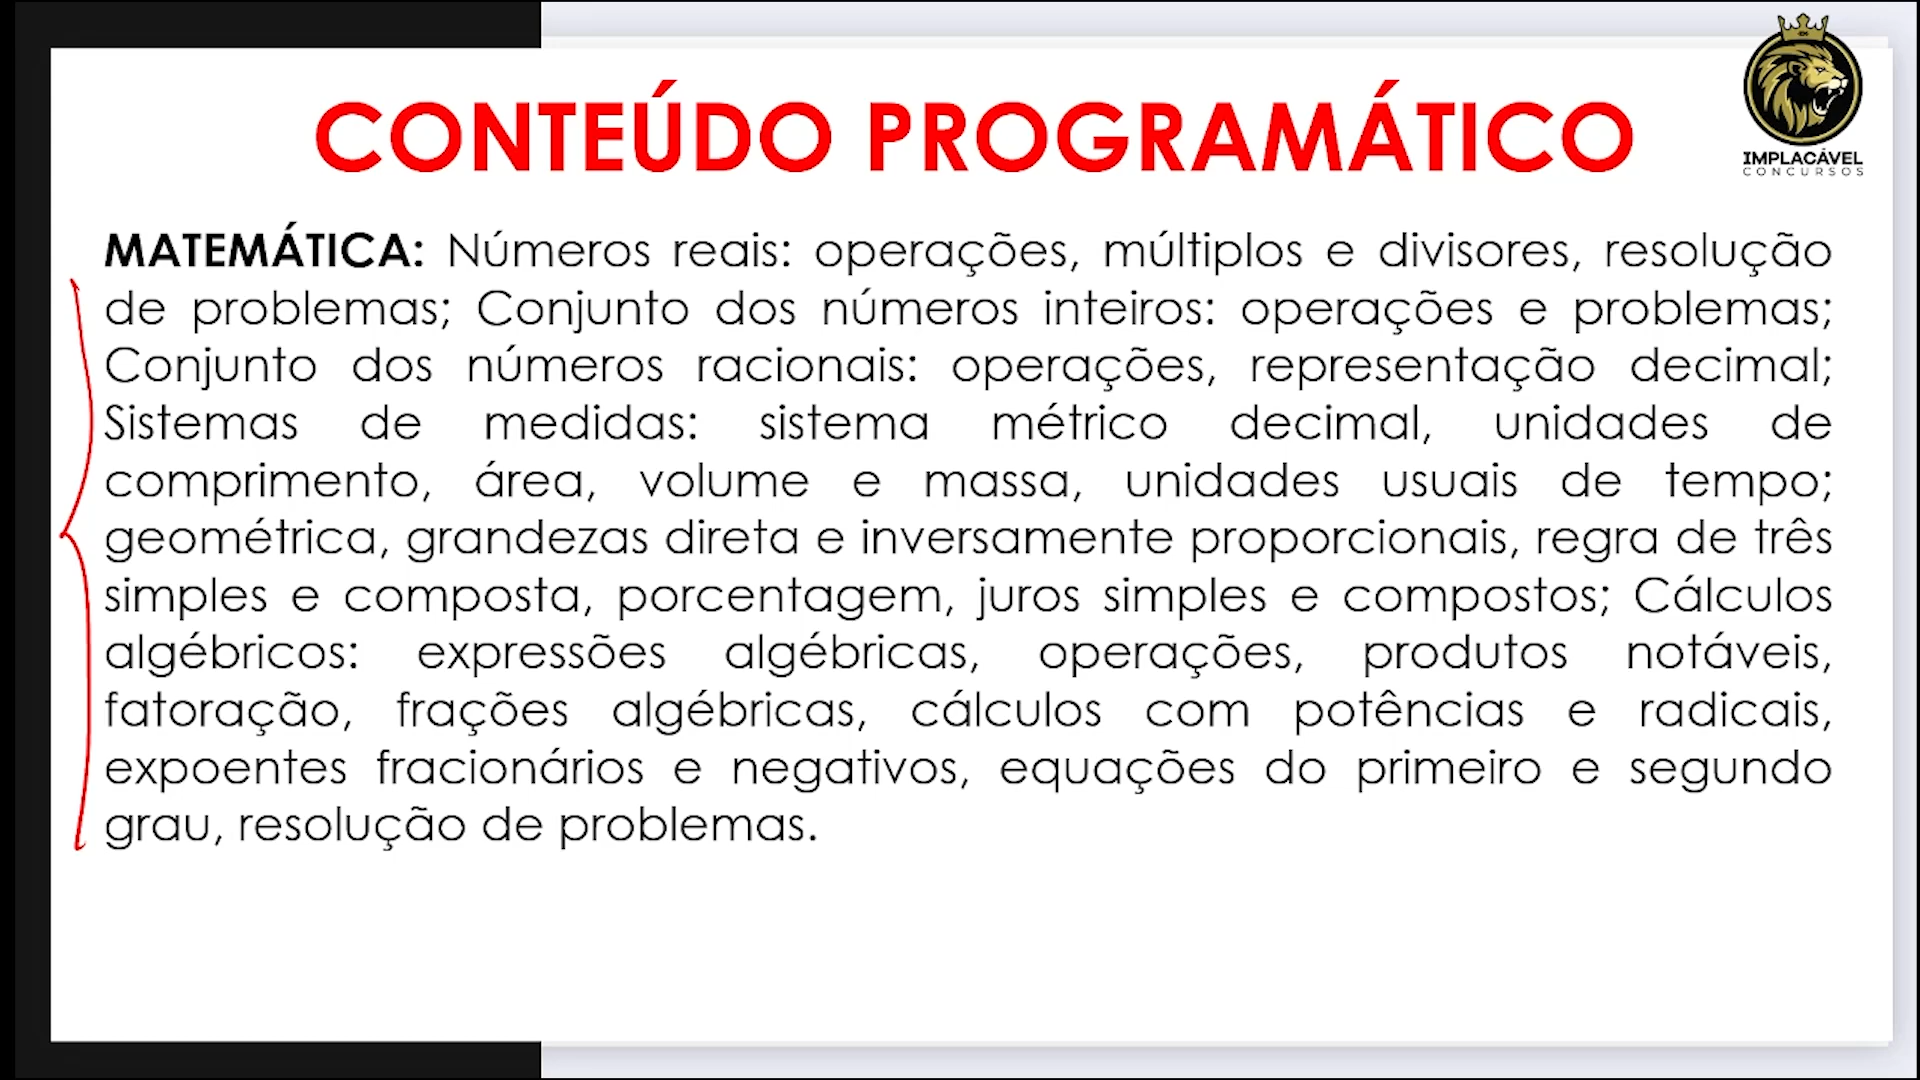 CONTEÚDO PROGRAMÁTICO
IMPLACÁVEL
CONCURSOS
MATEMÁTICA: Números reais: operações, múltiplos e divisores, resolução
de problemas; Conjunto dos números inteiros: operações e problemas;
Conjunto dos números racionais: operações, representação decimal;
Sistemas de medidas: sistema métrico decimal, unidades de
comprimento, área, volume e massa, unidades usuais de tempo;
geométrica, grandezas direta e inversamente proporcionais, regra de três
simples e composta, porcentagem, juros simples e compostos; Cálculos
algébricos: expressões algébricas, operações, produtos notáveis,
fatoração, frações algébricas, cálculos com potências e radicais,
expoentes fracionários e negativos, equações do primeiro e segundo
grau, resolução de problemas.